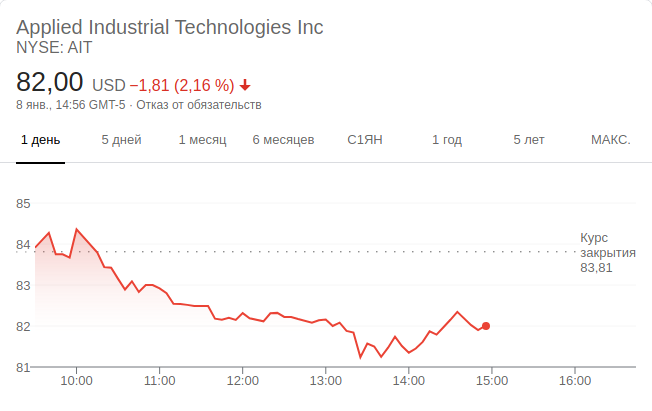 Applied Industrial Technologies Inc
NYSE: AIT
82,00 USD −1,81 (2,16 %)
8 янв., 14:56 GMT-5 · Отказ от обязательств
1 день 5 дней 1 месяц 6 месяцев С1ЯН 1 год 5 лет МАКС.
85
84
83
82
81
Курс
закрытия
83,81
10:00 11:00 12:00 13:00 14:00 15:00 16:00